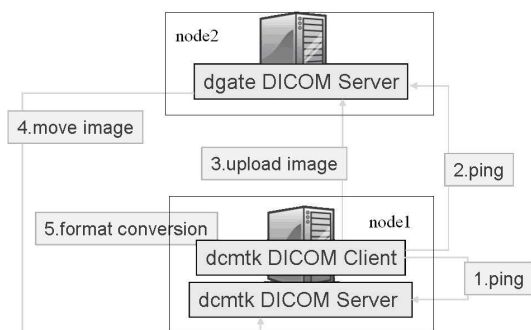 node2
dgate DICOM Server
4.move image
3.upload image
2.ping
5.format conversion
node1
dcmtk DICOM Client
1.ping
dcmtk DICOM Server